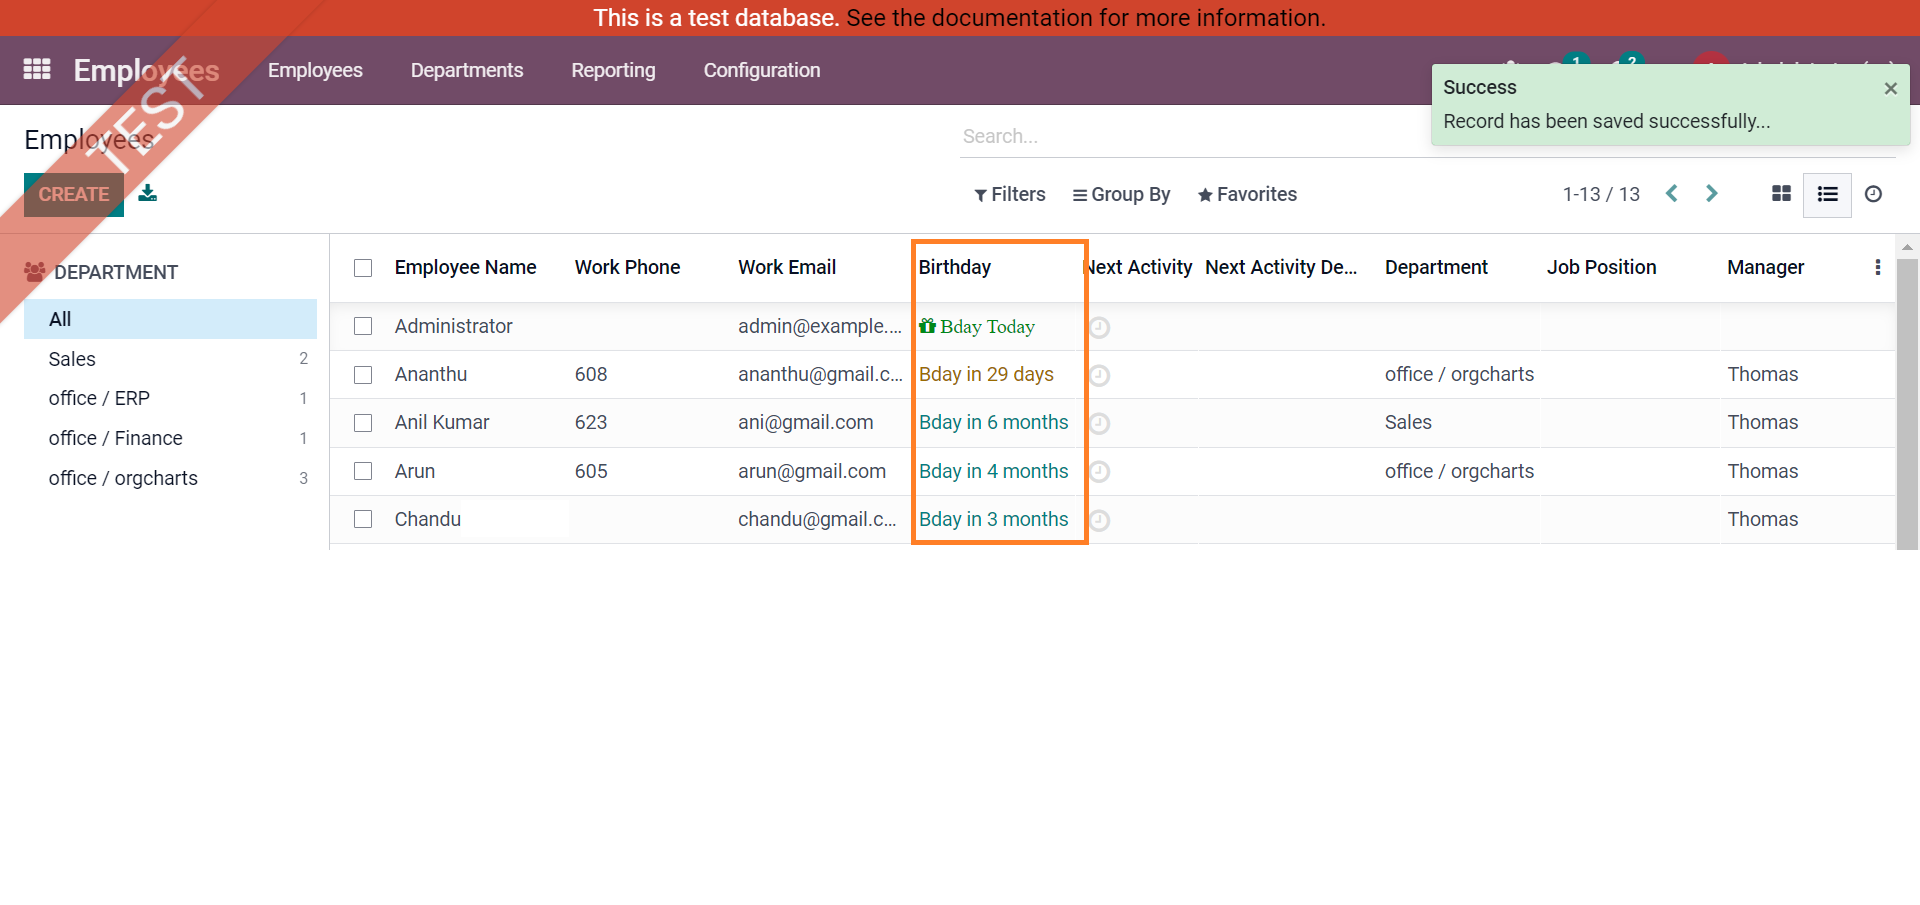 This is a test database. See the documentation for more information.
Employees Employees Departments Reporting Configuration 1 2
Success ×
Record has been saved successfully...
TEST
Employees Search...
CREATE Filters Group By Favorites 1-13 / 13
DEPARTMENT
All
Sales 2
office / ERP 1
office / Finance 1
office / orgcharts 3
Employee Name Work Phone Work Email Birthday Next Activity Next Activity De... Department Job Position Manager
Administrator admin@example.... Bday Today
Ananthu 608 ananthu@gmail.c... Bday in 29 days office / orgcharts Thomas
Anil Kumar 623 ani@gmail.com Bday in 6 months Sales Thomas
Arun 605 arun@gmail.com Bday in 4 months office / orgcharts Thomas
Chandu chandu@gmail.c... Bday in 3 months Thomas